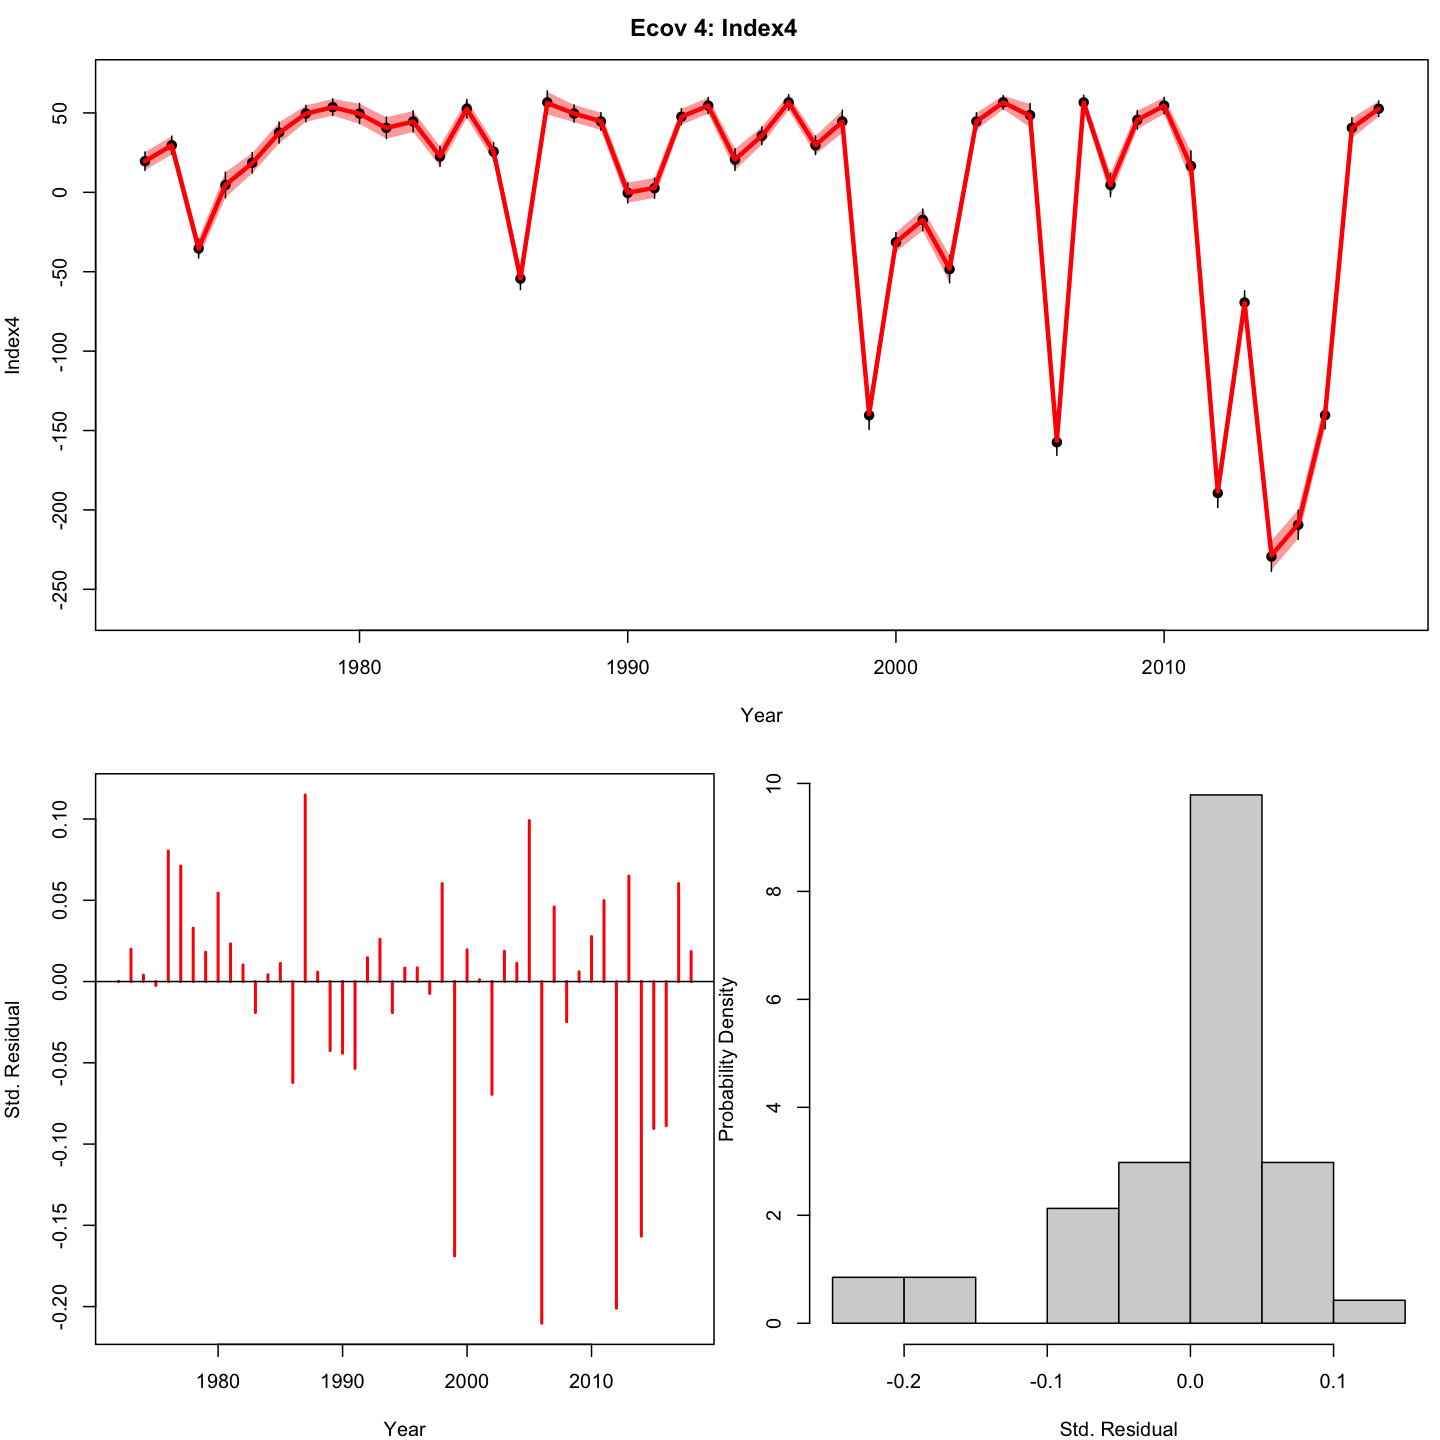 Ecov 4: Index4
Index4
50
0
-50
-100
-150
-200
-250
1980 1990 2000 2010
Year
Std. Residual
0.10
0.05
0.00
-0.05
-0.10
-0.15
-0.20
1980 1990 2000 2010
Year
Probability Density
10
8
6
4
2
0
-0.2 -0.1 0.0 0.1
Std. Residual